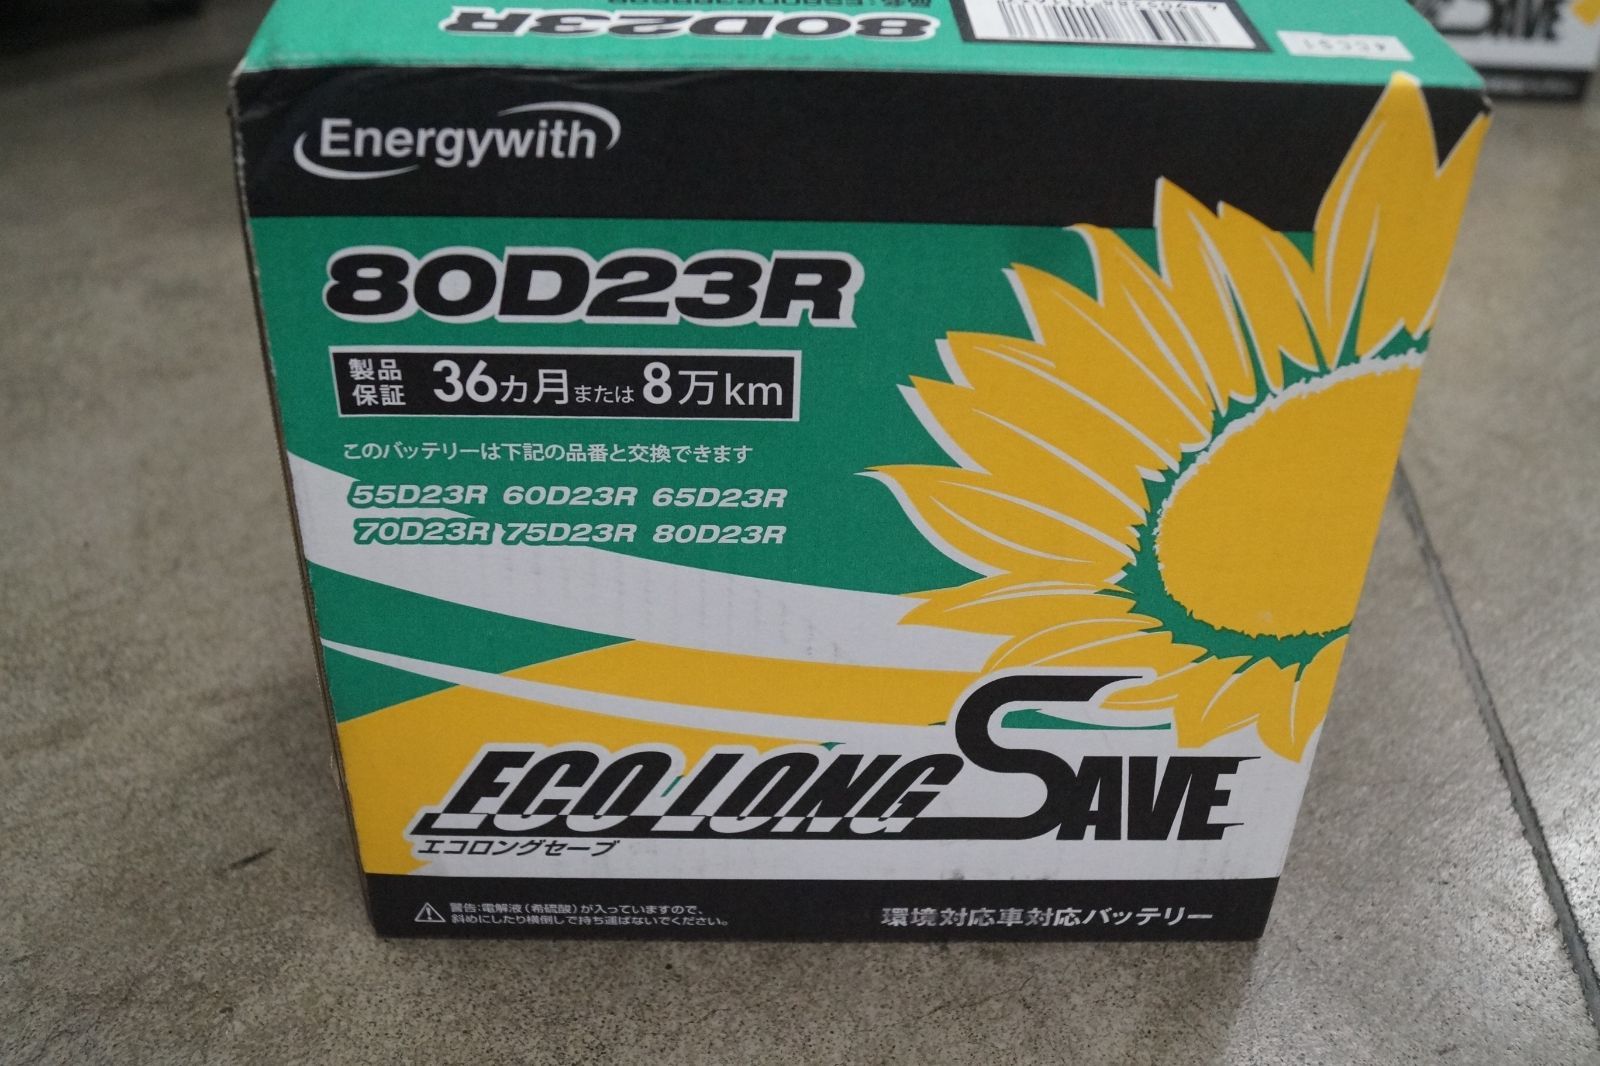 80D23R
Energywith
80D23R
製品保証 36カ月または8万km
このバッテリーは下記の品番と交換できます
55D23R 60D23R 65D23R
70D23R 75D23R 80D23R
ECO LONG SAVE
エコロングセーブ
警告:電解液(希硫酸)が入っていますので、
斜めにしたり横倒しで持ち運ばないでください。
環境対応車対応バッテリー
SAVE